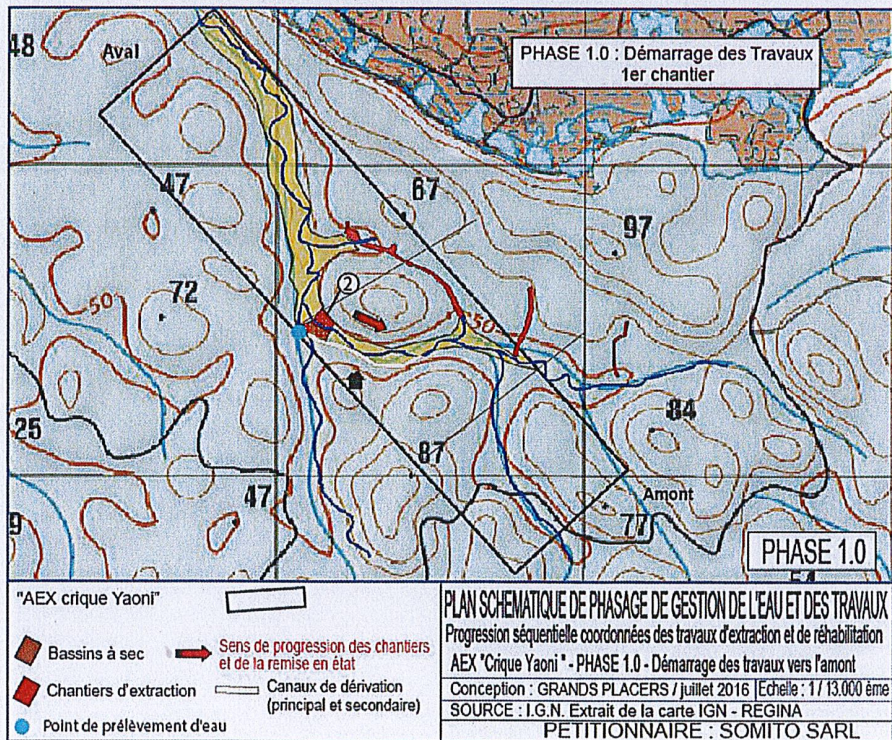 48
Aval
PHASE 1.0 : Démarrage des Travaux
1er chantier
47
67
97
2
72
50
50
25
84
87
47
Amont
9
77
PHASE 1.0
54
"AEX crique Yaoni"
Bassins à sec
Sens de progression des chantiers
et de la remise en état
Chantiers d'extraction
Canaux de dérivation
(principal et secondaire)
Point de prélèvement d'eau
PLAN SCHEMATIQUE DE PHASAGE DE GESTION DE L'EAU ET DES TRAVAUX
Progression séquentielle coordonnées des travaux d'extraction et de réhabilitation
AEX "Crique Yaoni " - PHASE 1.0 - Démarrage des travaux vers l'amont
Conception : GRANDS PLACERS / juillet 2016 Echelle : 1 / 13.000 ème
SOURCE : I.G.N. Extrait de la carte IGN - REGINA
PETITIONNAIRE : SOMITO SARL